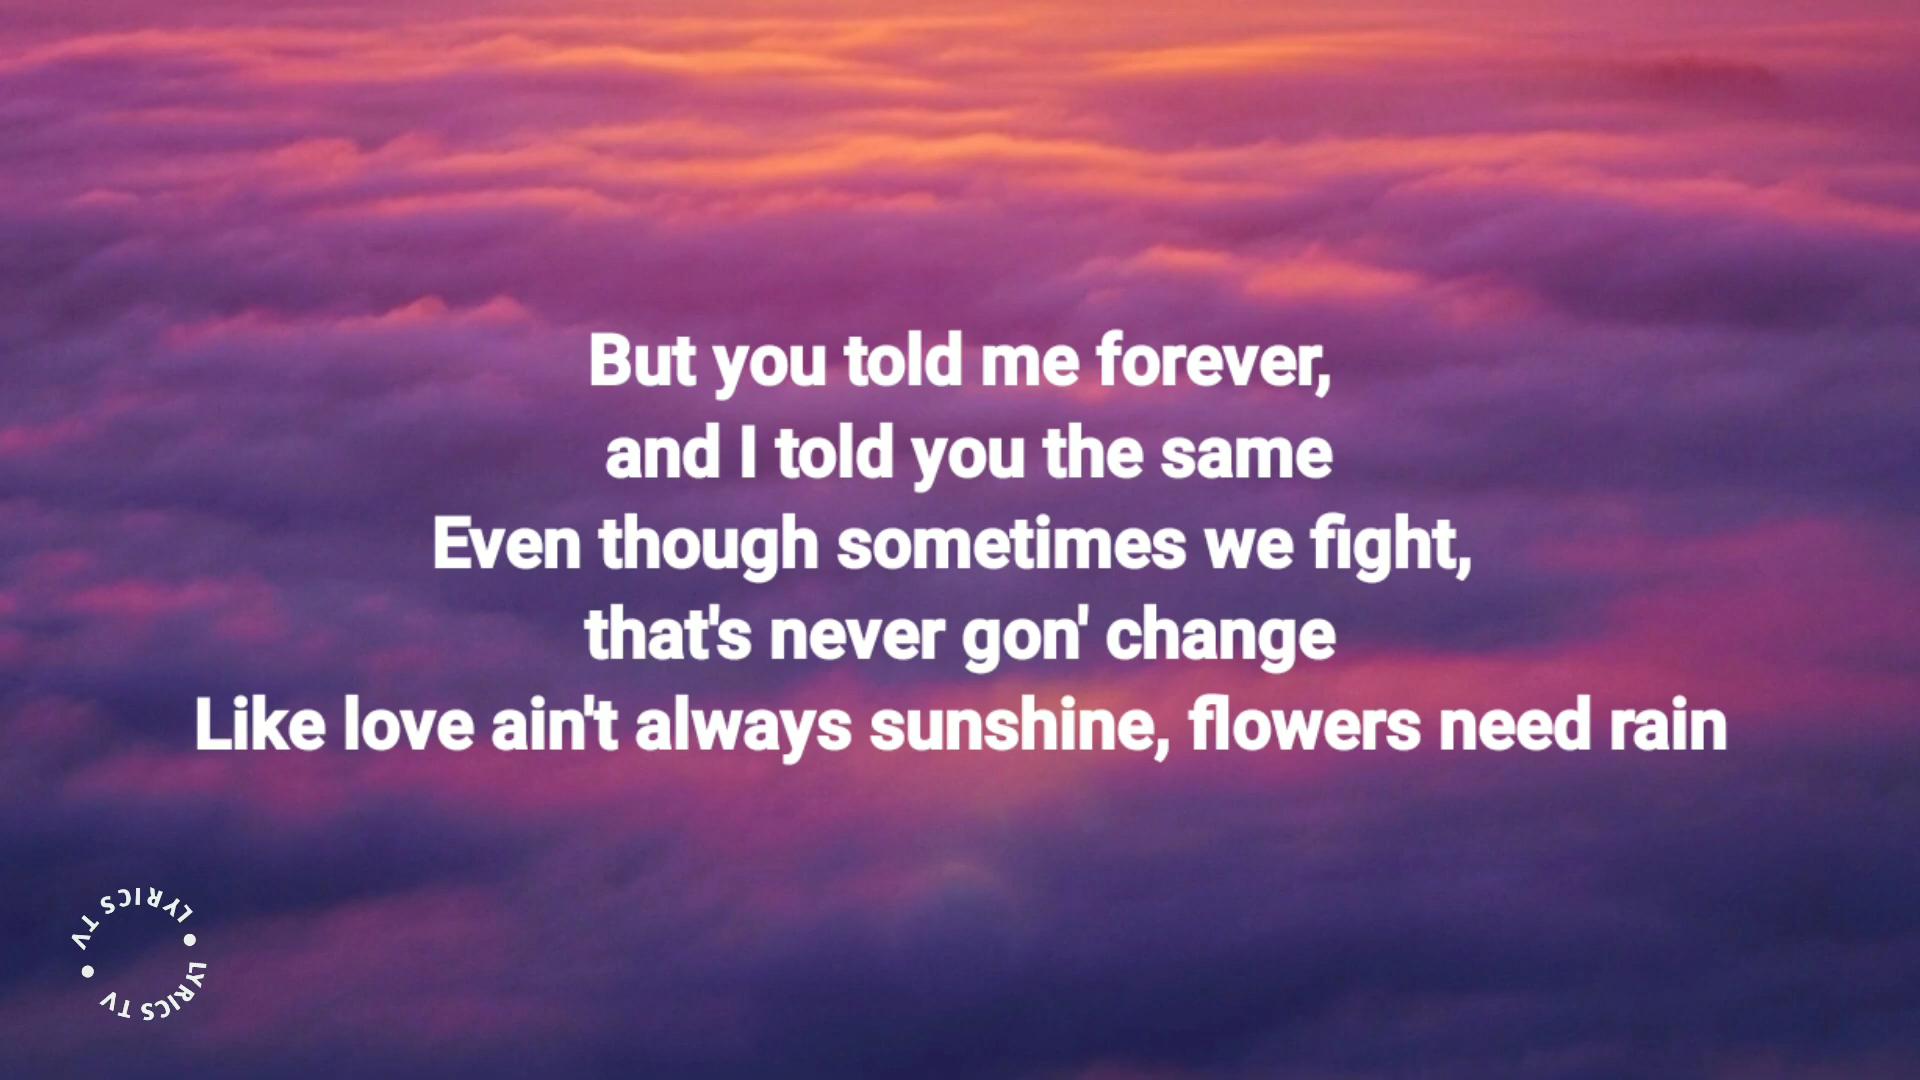 But you told me forever,
and I told you the same
Even though sometimes we fight,
that's never gon' change
Like love ain't always sunshine, flowers need rain
LYRICS TV • LYRICS TV •